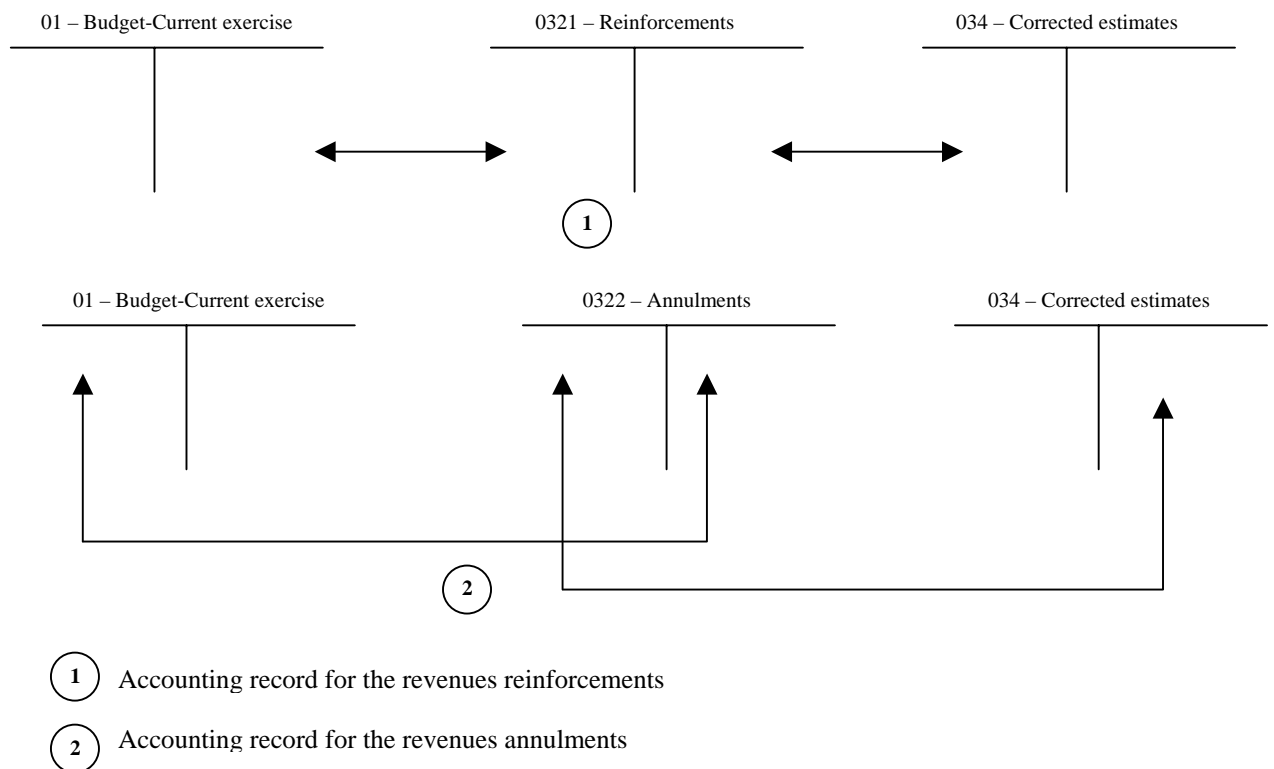 01 – Budget-Current exercise
0321 – Reinforcements
034 – Corrected estimates
1
01 – Budget-Current exercise
0322 – Annulments
034 – Corrected estimates
2
1 Accounting record for the revenues reinforcements
2 Accounting record for the revenues annulments